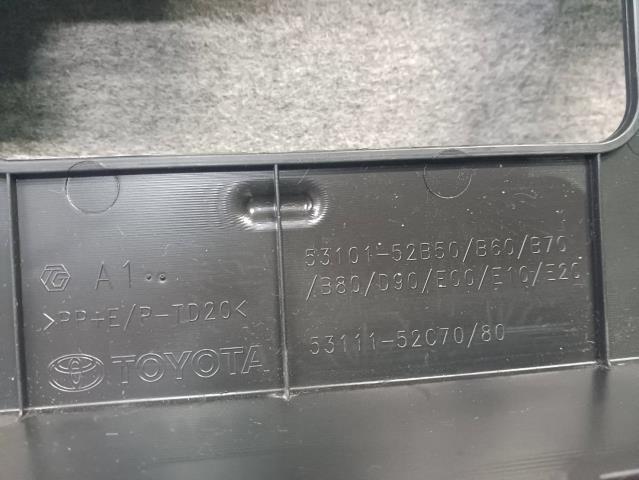 A1
>PP+E/P-TD20<
TOYOTA
53101-52B50/B60/B70
/B80/D90/E00/E10/E20
53111-52C70/80